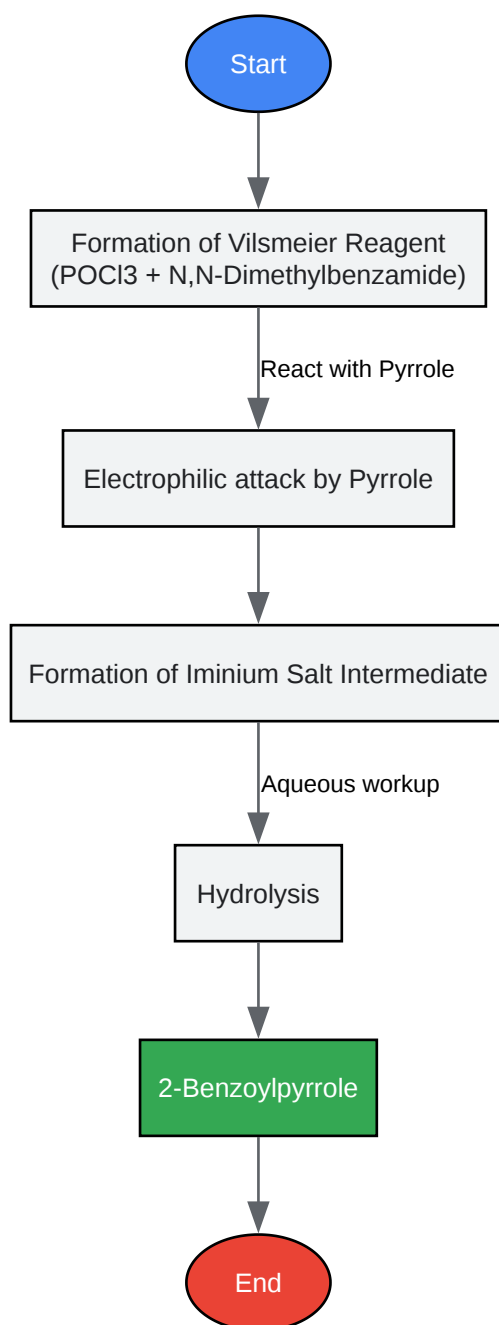 Start
Formation of Vilsmeier Reagent
(POCl3 + N,N-Dimethylbenzamide)
React with Pyrrole
Electrophilic attack by Pyrrole
Formation of Iminium Salt Intermediate
Aqueous workup
Hydrolysis
2-Benzoylpyrrole
End